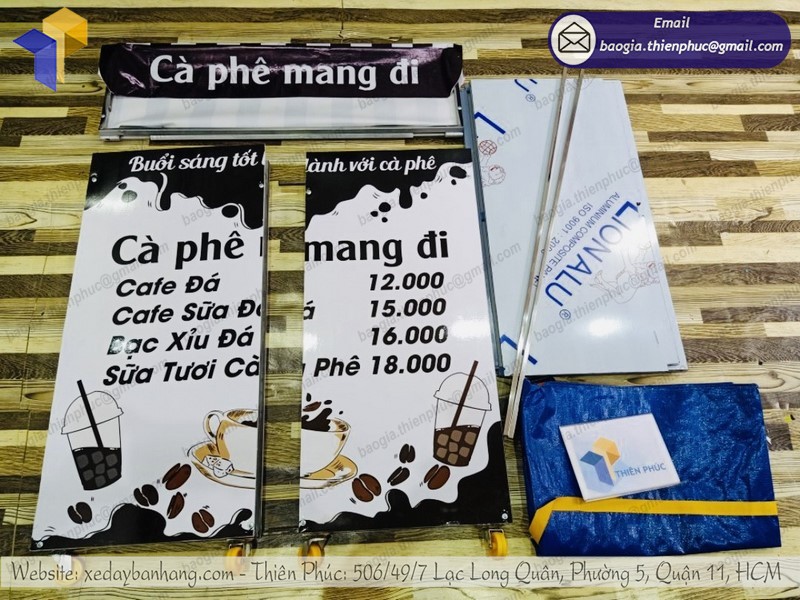 Email
baogia.thienphuc@gmail.com
Cà phê mang đi
Buổi sáng tốt lành với cà phê
Cà phê mang đi
Cafe Đá 12.000
Cafe Sữa Đá 15.000
Bạc Xỉu Đá 16.000
Sữa Tươi Cà Phê 18.000
LION ALU
ALUMINIUM COMPOSITE
ISO 9001
THIÊN PHÚC
Website: xedaybanhang.com - Thiên Phúc: 506/49/7 Lạc Long Quân, Phường 5, Quận 11, HCM